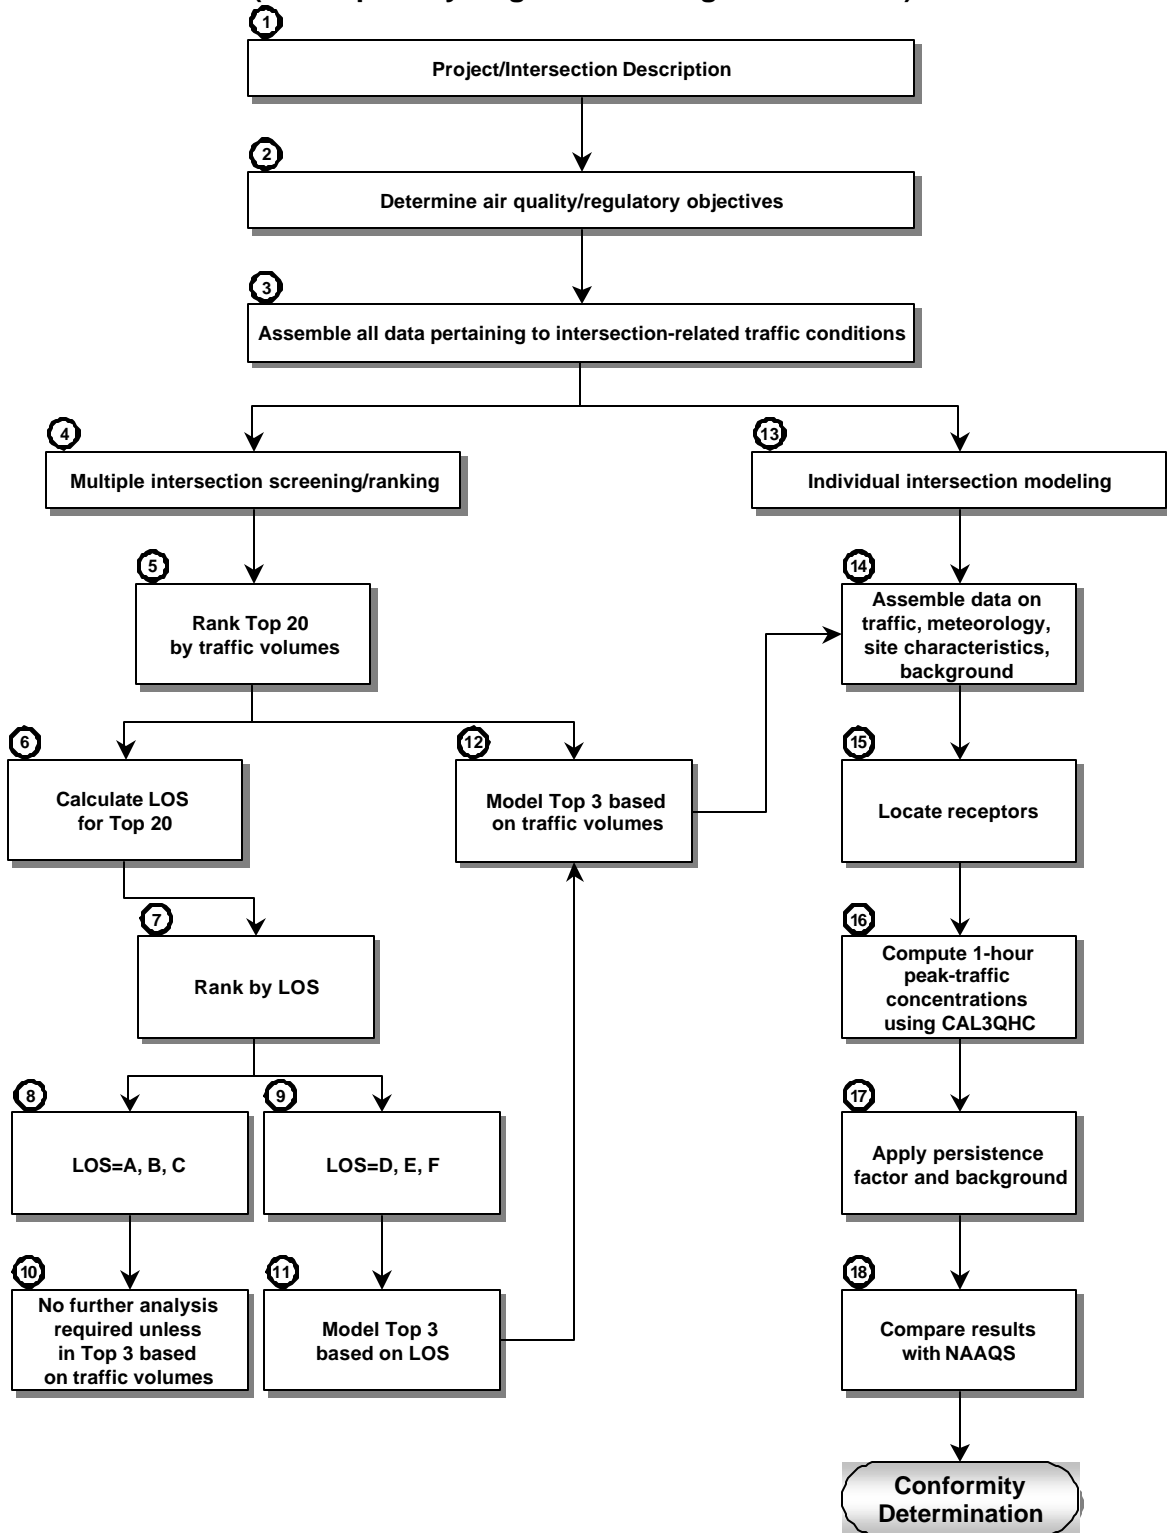 1
Project/Intersection Description
2
Determine air quality/regulatory objectives
3
Assemble all data pertaining to intersection-related traffic conditions
4
Multiple intersection screening/ranking
13
Individual intersection modeling
5
Rank Top 20
by traffic volumes
14
Assemble data on
traffic, meteorology,
site characteristics,
background
6
Calculate LOS
for Top 20
12
Model Top 3 based
on traffic volumes
15
Locate receptors
7
Rank by LOS
16
Compute 1-hour
peak-traffic
concentrations
using CAL3QHC
8
LOS=A, B, C
9
LOS=D, E, F
17
Apply persistence
factor and background
10
No further analysis
required unless
in Top 3 based
on traffic volumes
11
Model Top 3
based on LOS
18
Compare results
with NAAQS
Conformity
Determination